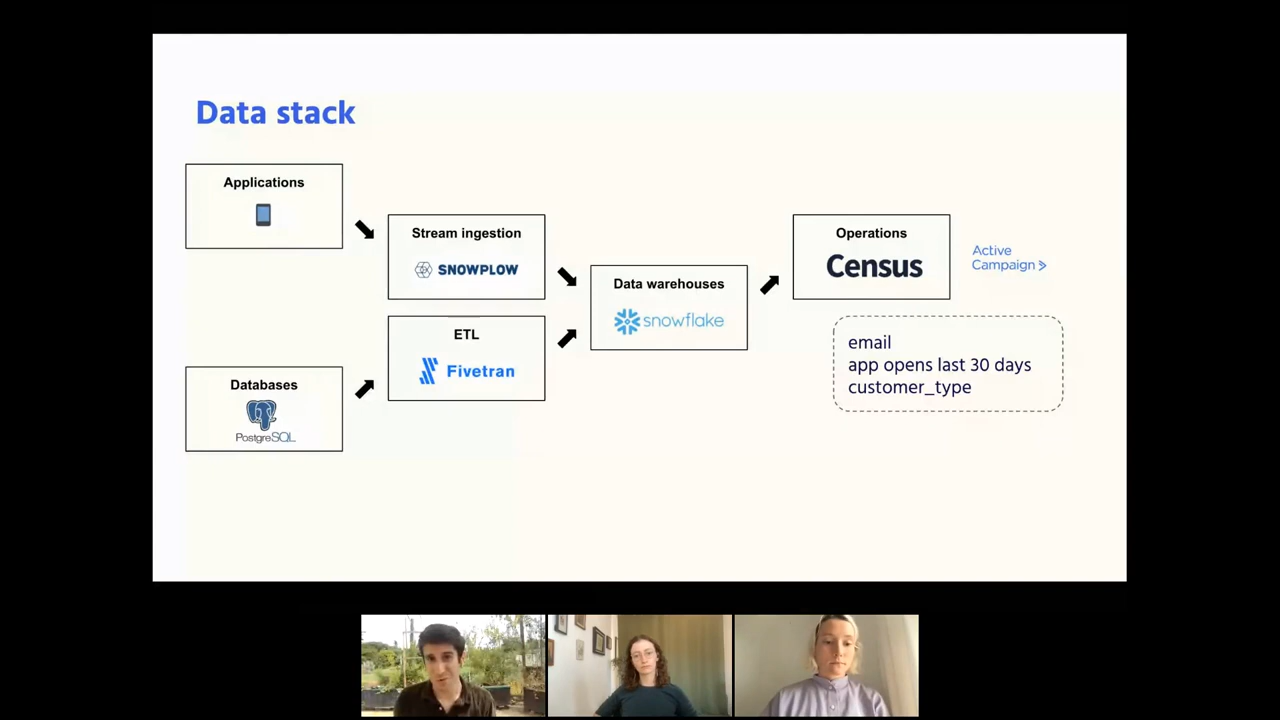 Data stack
Applications
Stream ingestion
SNOWPLOW
ETL
Fivetran
Databases
PostgreSQL
Data warehouses
snowflake
Operations
Census
Active
Campaign >
email
app opens last 30 days
customer_type